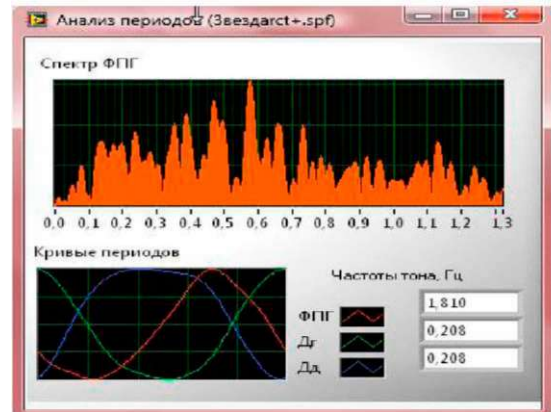 Анализ периодов (Звездаrct+.spf)
Спектр ФПГ
0,0 0,1 0,2 0,3 0,4 0,5 0,6 0,7 0,8 0,9 1,0 1,1 1,2 1,3
Кривые периодов
Частоты тона, Гц
ФПГ 1,810
Дг 0,208
Дд 0,208